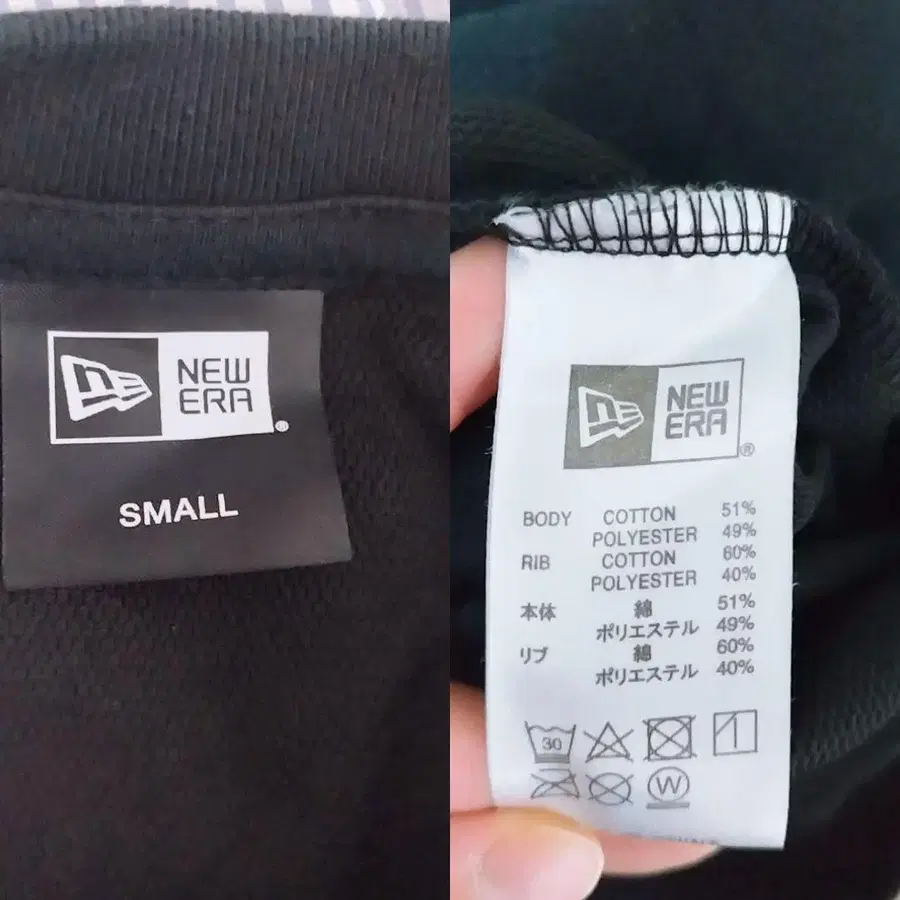 NEW
ERA
®
SMALL
NEW
ERA
®
BODY COTTON 51%
POLYESTER 49%
RIB COTTON 60%
POLYESTER 40%
本体 綿 51%
ポリエステル 49%
リブ 綿 60%
ポリエステル 40%
30
W